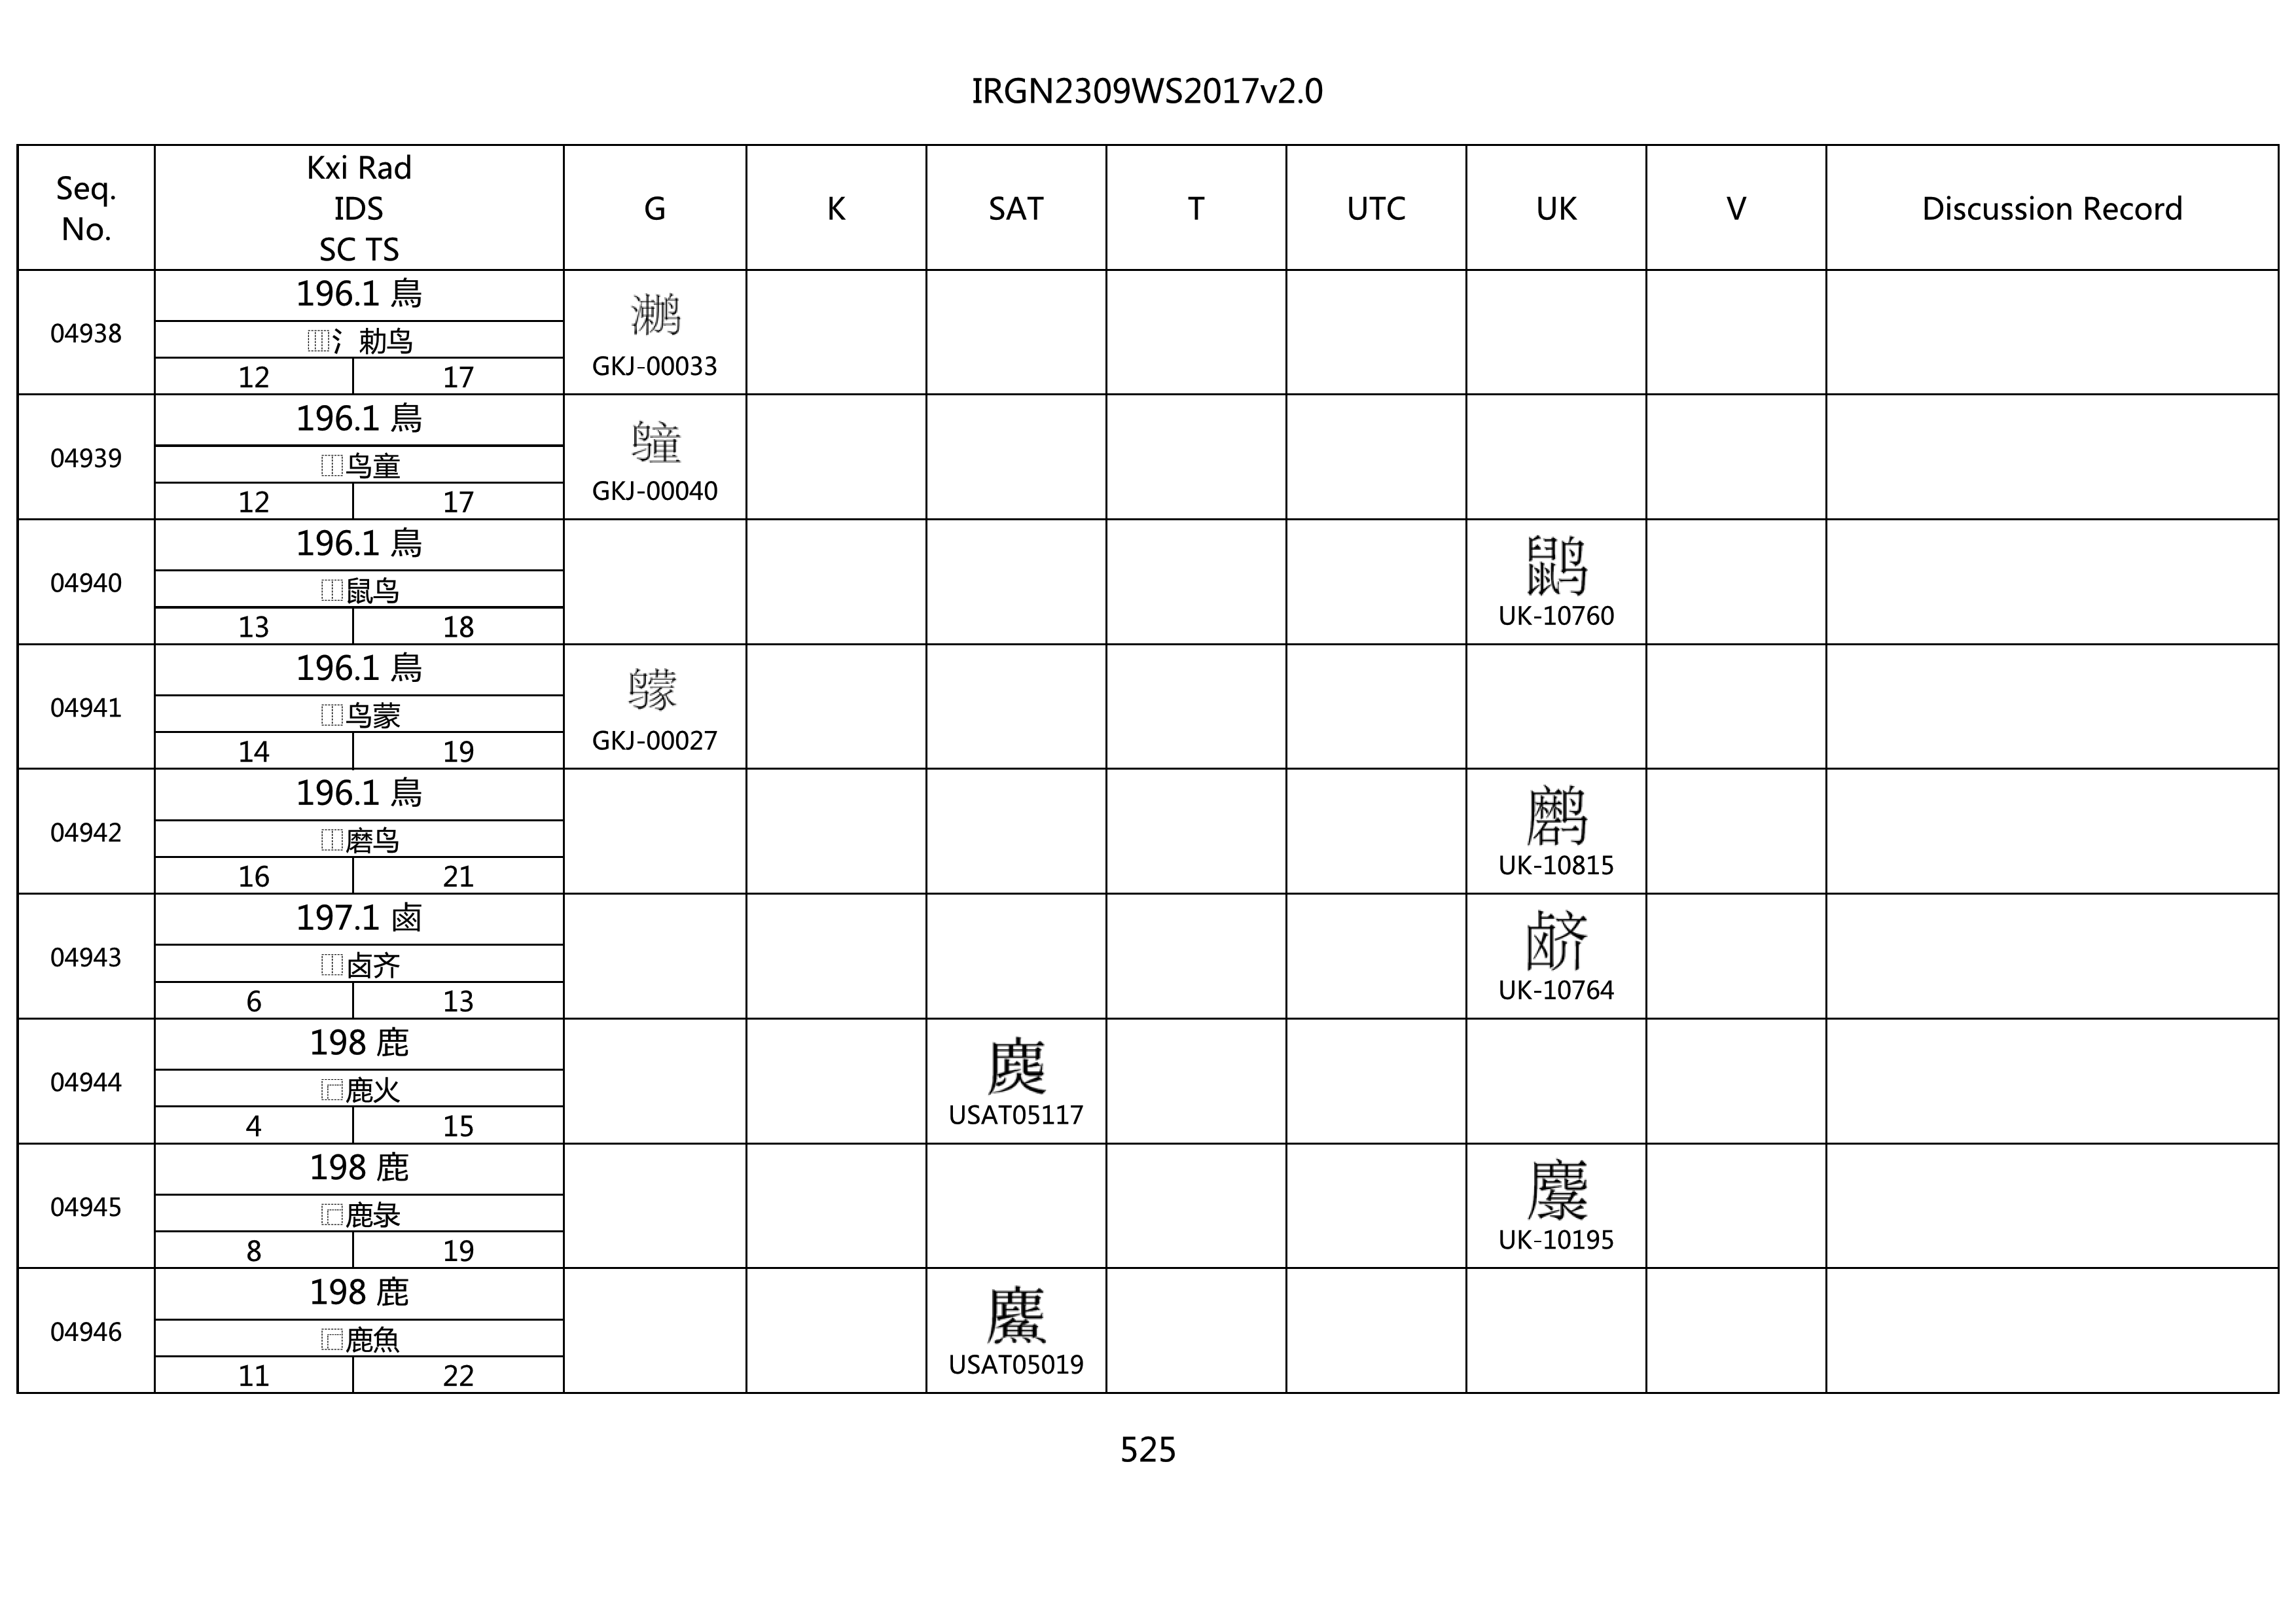 IRGN2309WS2017v2.0
Seq. No.
Kxi Rad
IDS
SC TS
G K SAT T UTC UK V Discussion Record
04938
196.1 鳥
⿲氵勅鸟
12 17
GKJ-00033
04939
196.1 鳥
⿰鸟童
12 17
GKJ-00040
04940
196.1 鳥
⿰鼠鸟
13 18
UK-10760
04941
196.1 鳥
⿰鸟蒙
14 19
GKJ-00027
04942
196.1 鳥
⿰磨鸟
16 21
UK-10815
04943
197.1 鹵
⿰卤齐
6 13
UK-10764
04944
198 鹿
⿸鹿火
4 15
USAT05117
04945
198 鹿
⿸鹿录
8 19
UK-10195
04946
198 鹿
⿸鹿魚
11 22
USAT05019
525